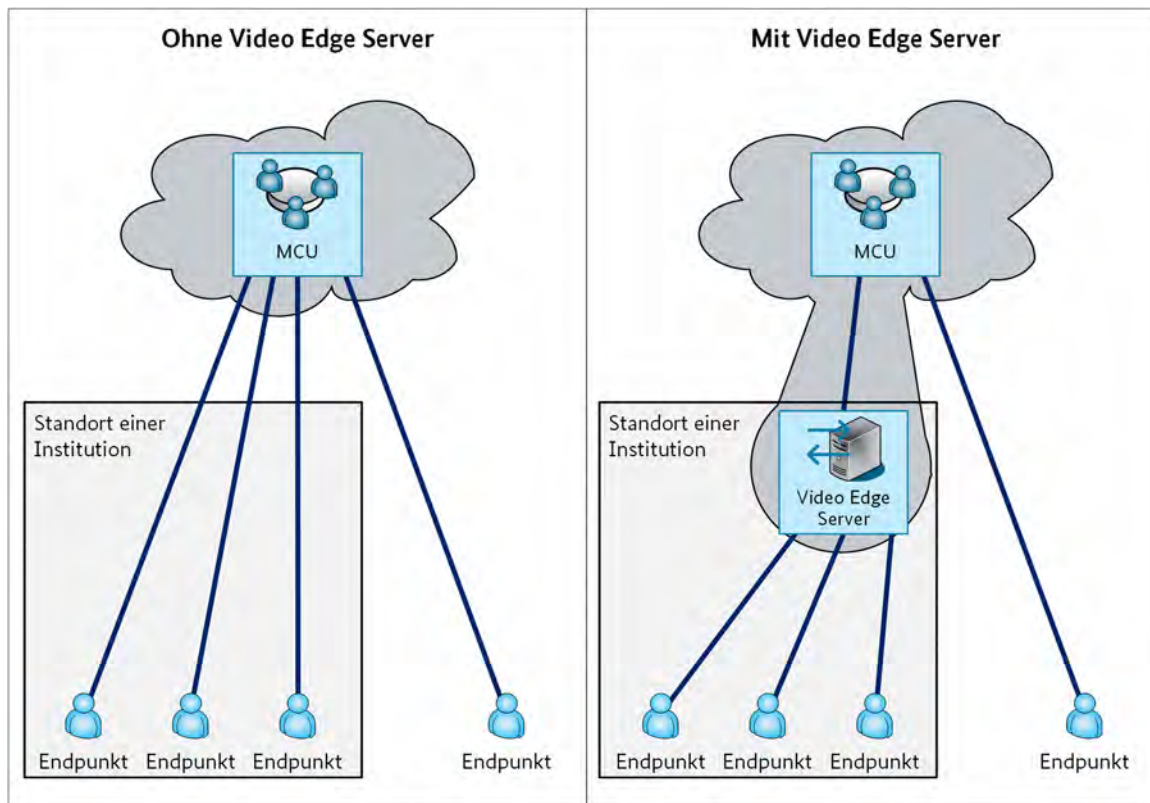 Ohne Video Edge Server
MCU
Standort einer
Institution
Endpunkt Endpunkt Endpunkt Endpunkt
Mit Video Edge Server
MCU
Standort einer
Institution
Video Edge
Server
Endpunkt Endpunkt Endpunkt Endpunkt